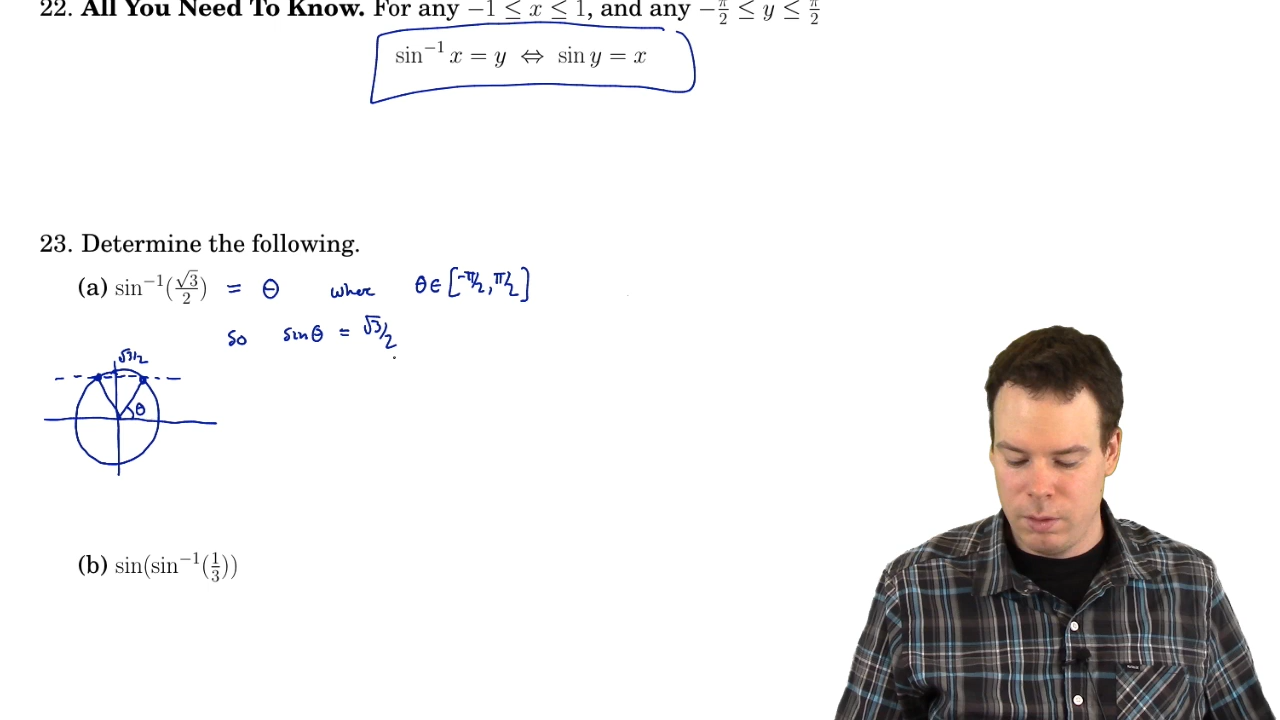 22. All You Need To Know. For any −1 ≤ x ≤ 1, and any −π/2 ≤ y ≤ π/2
sin⁻¹ x = y ⇔ sin y = x
23. Determine the following.
(a) sin⁻¹(√3/2) = θ where θ∈[-π/2, π/2]
so sinθ = √3/2
√3/2
θ
(b) sin(sin⁻¹(1/3))